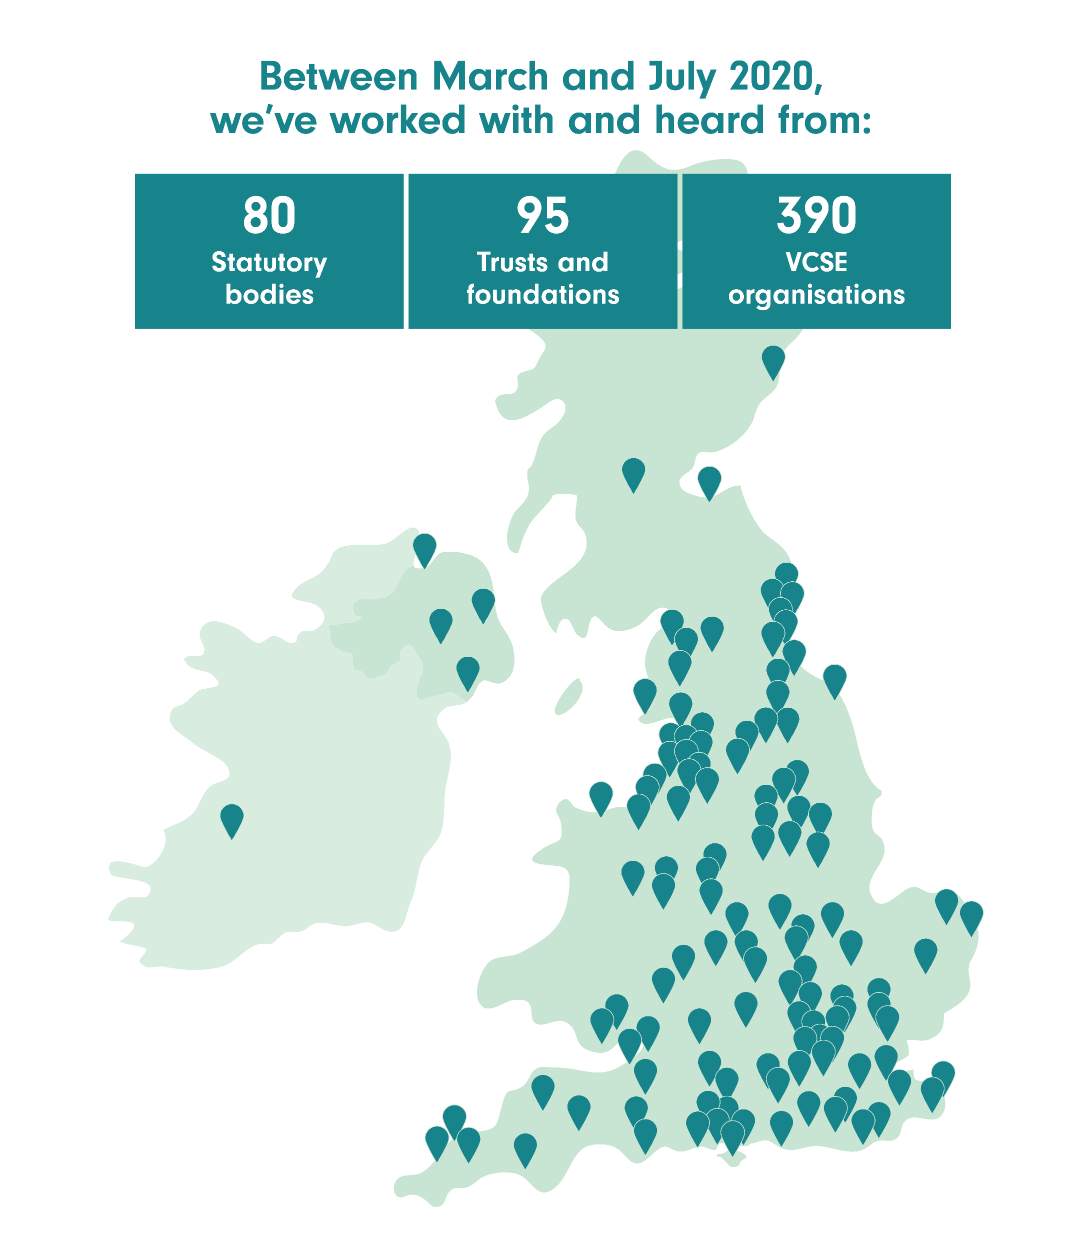 Between March and July 2020,
we’ve worked with and heard from:
80
Statutory
bodies
95
Trusts and
foundations
390
VCSE
organisations